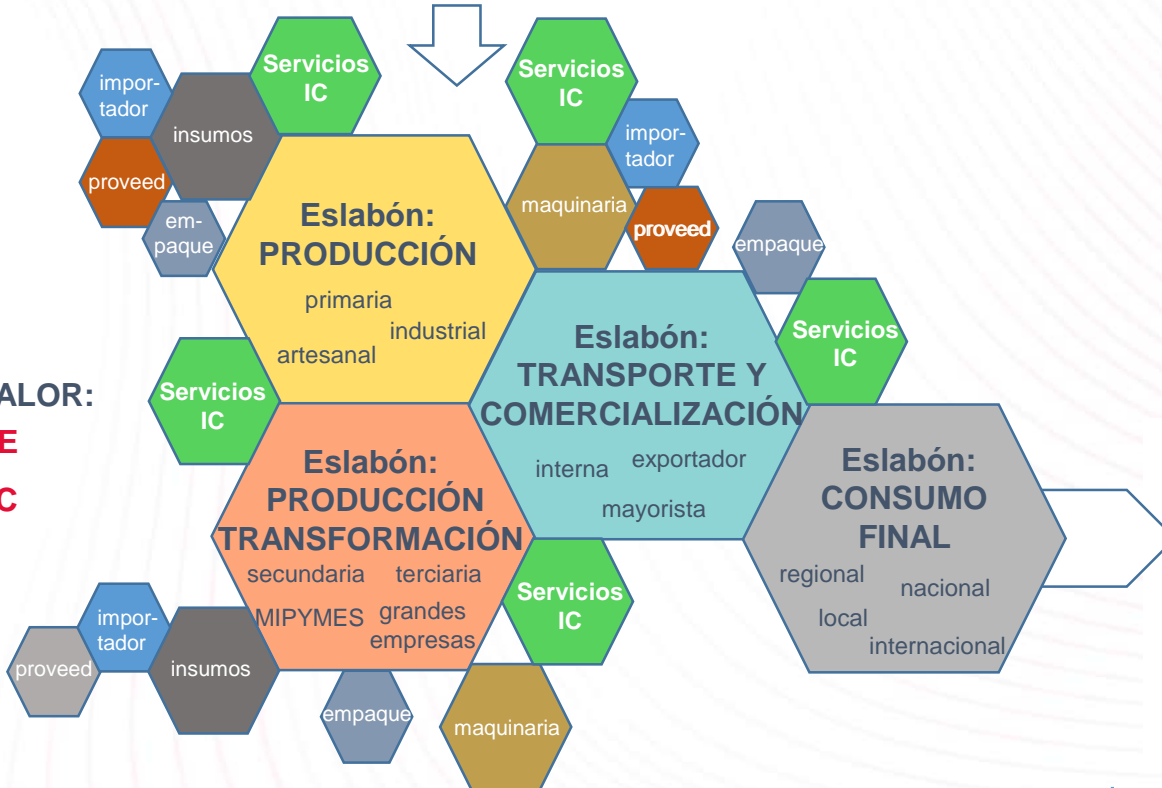 Servicios
IC
impor-
tador
insumos
proveed
em-
paque
Servicios
IC
impor-
tador
maquinaria
proveed
empaque
Eslabón:
PRODUCCIÓN
primaria
industrial
artesanal
Servicios
IC
Eslabón:
TRANSPORTE Y
COMERCIALIZACIÓN
interna
exportador
mayorista
Servicios
IC
ALOR:
E
C
Eslabón:
PRODUCCIÓN
TRANSFORMACIÓN
secundaria
terciaria
MIPYMES
grandes
empresas
Eslabón:
CONSUMO
FINAL
regional
nacional
local
internacional
Servicios
IC
impor-
tador
proveed
insumos
empaque
maquinaria